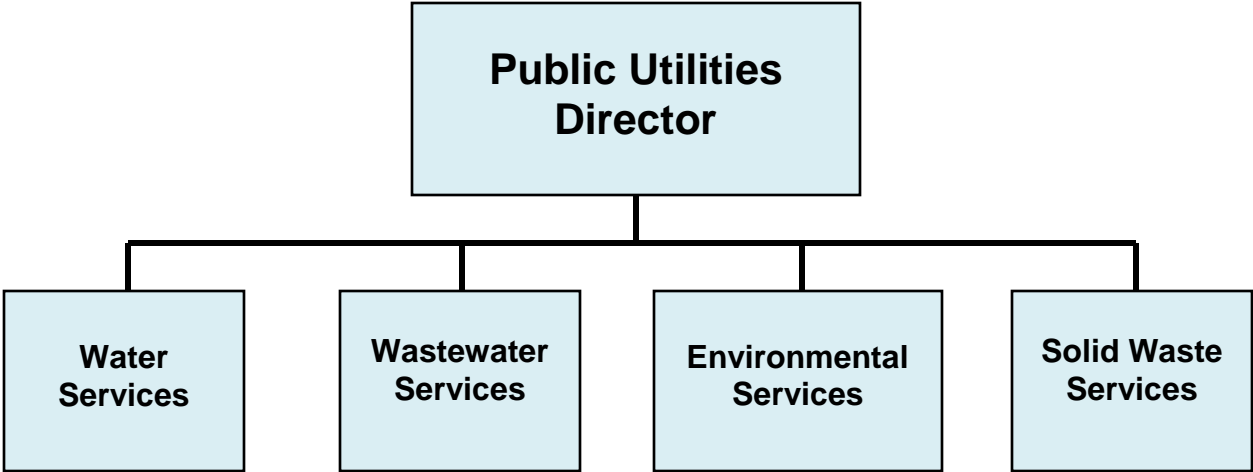 Public Utilities
Director
Water
Services
Wastewater
Services
Environmental
Services
Solid Waste
Services